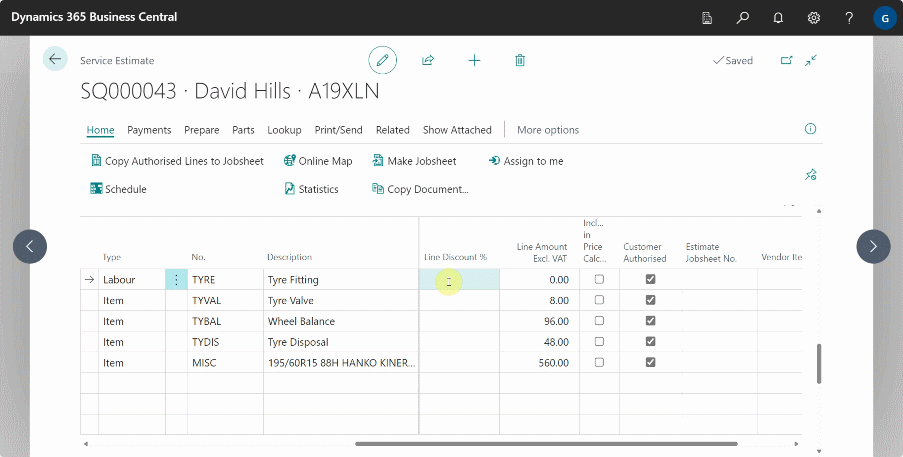 Dynamics 365 Business Central
G
Service Estimate
Saved
SQ000043 · David Hills · A19XLN
Home Payments Prepare Parts Lookup Print/Send Related Show Attached More options
Copy Authorised Lines to Jobsheet Online Map Make Jobsheet Assign to me
Schedule Statistics Copy Document...
Type No. Description Line Discount % Line Amount Excl. VAT Incl... in Price Calc... Customer Authorised Estimate Jobsheet No. Vendor Ite
Labour TYRE Tyre Fitting 0.00
Item TYVAL Tyre Valve 8.00
Item TYBAL Wheel Balance 96.00
Item TYDIS Tyre Disposal 48.00
Item MISC 195/60R15 88H HANKO KINER... 560.00